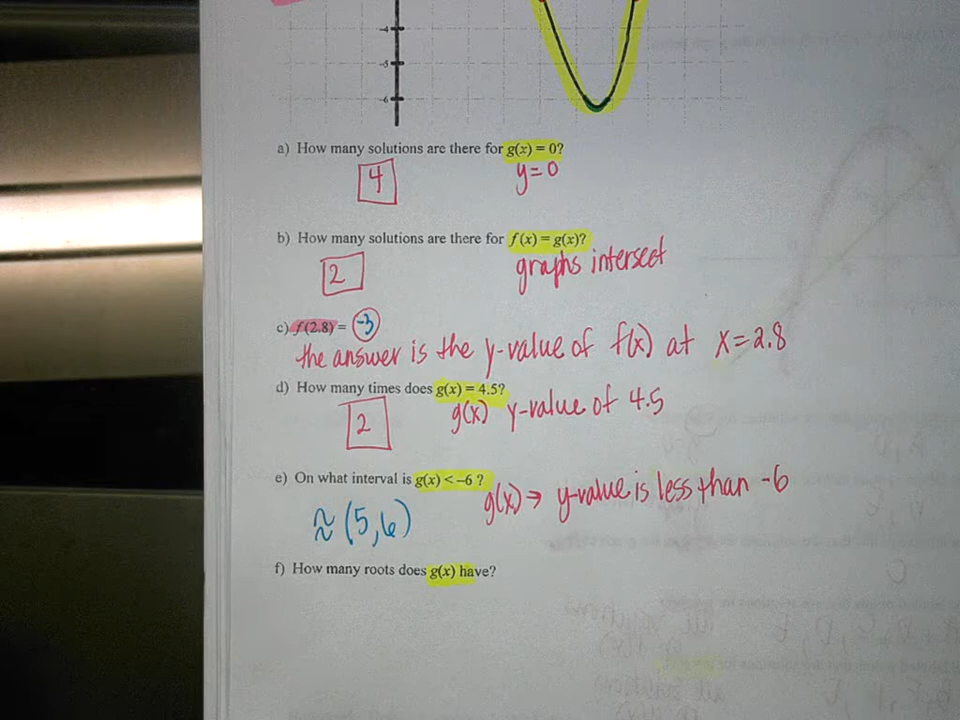 -4
-5
-6
a) How many solutions are there for g(x) = 0?
4 y=0
b) How many solutions are there for f(x) = g(x)?
2 graphs intersect
c) f(2.8) = -3
the answer is the y-value of f(x) at x=2.8
d) How many times does g(x) = 4.5?
2 g(x) y-value of 4.5
e) On what interval is g(x) < -6 ?
g(x) → y-value is less than -6
≈ (5,6)
f) How many roots does g(x) have?